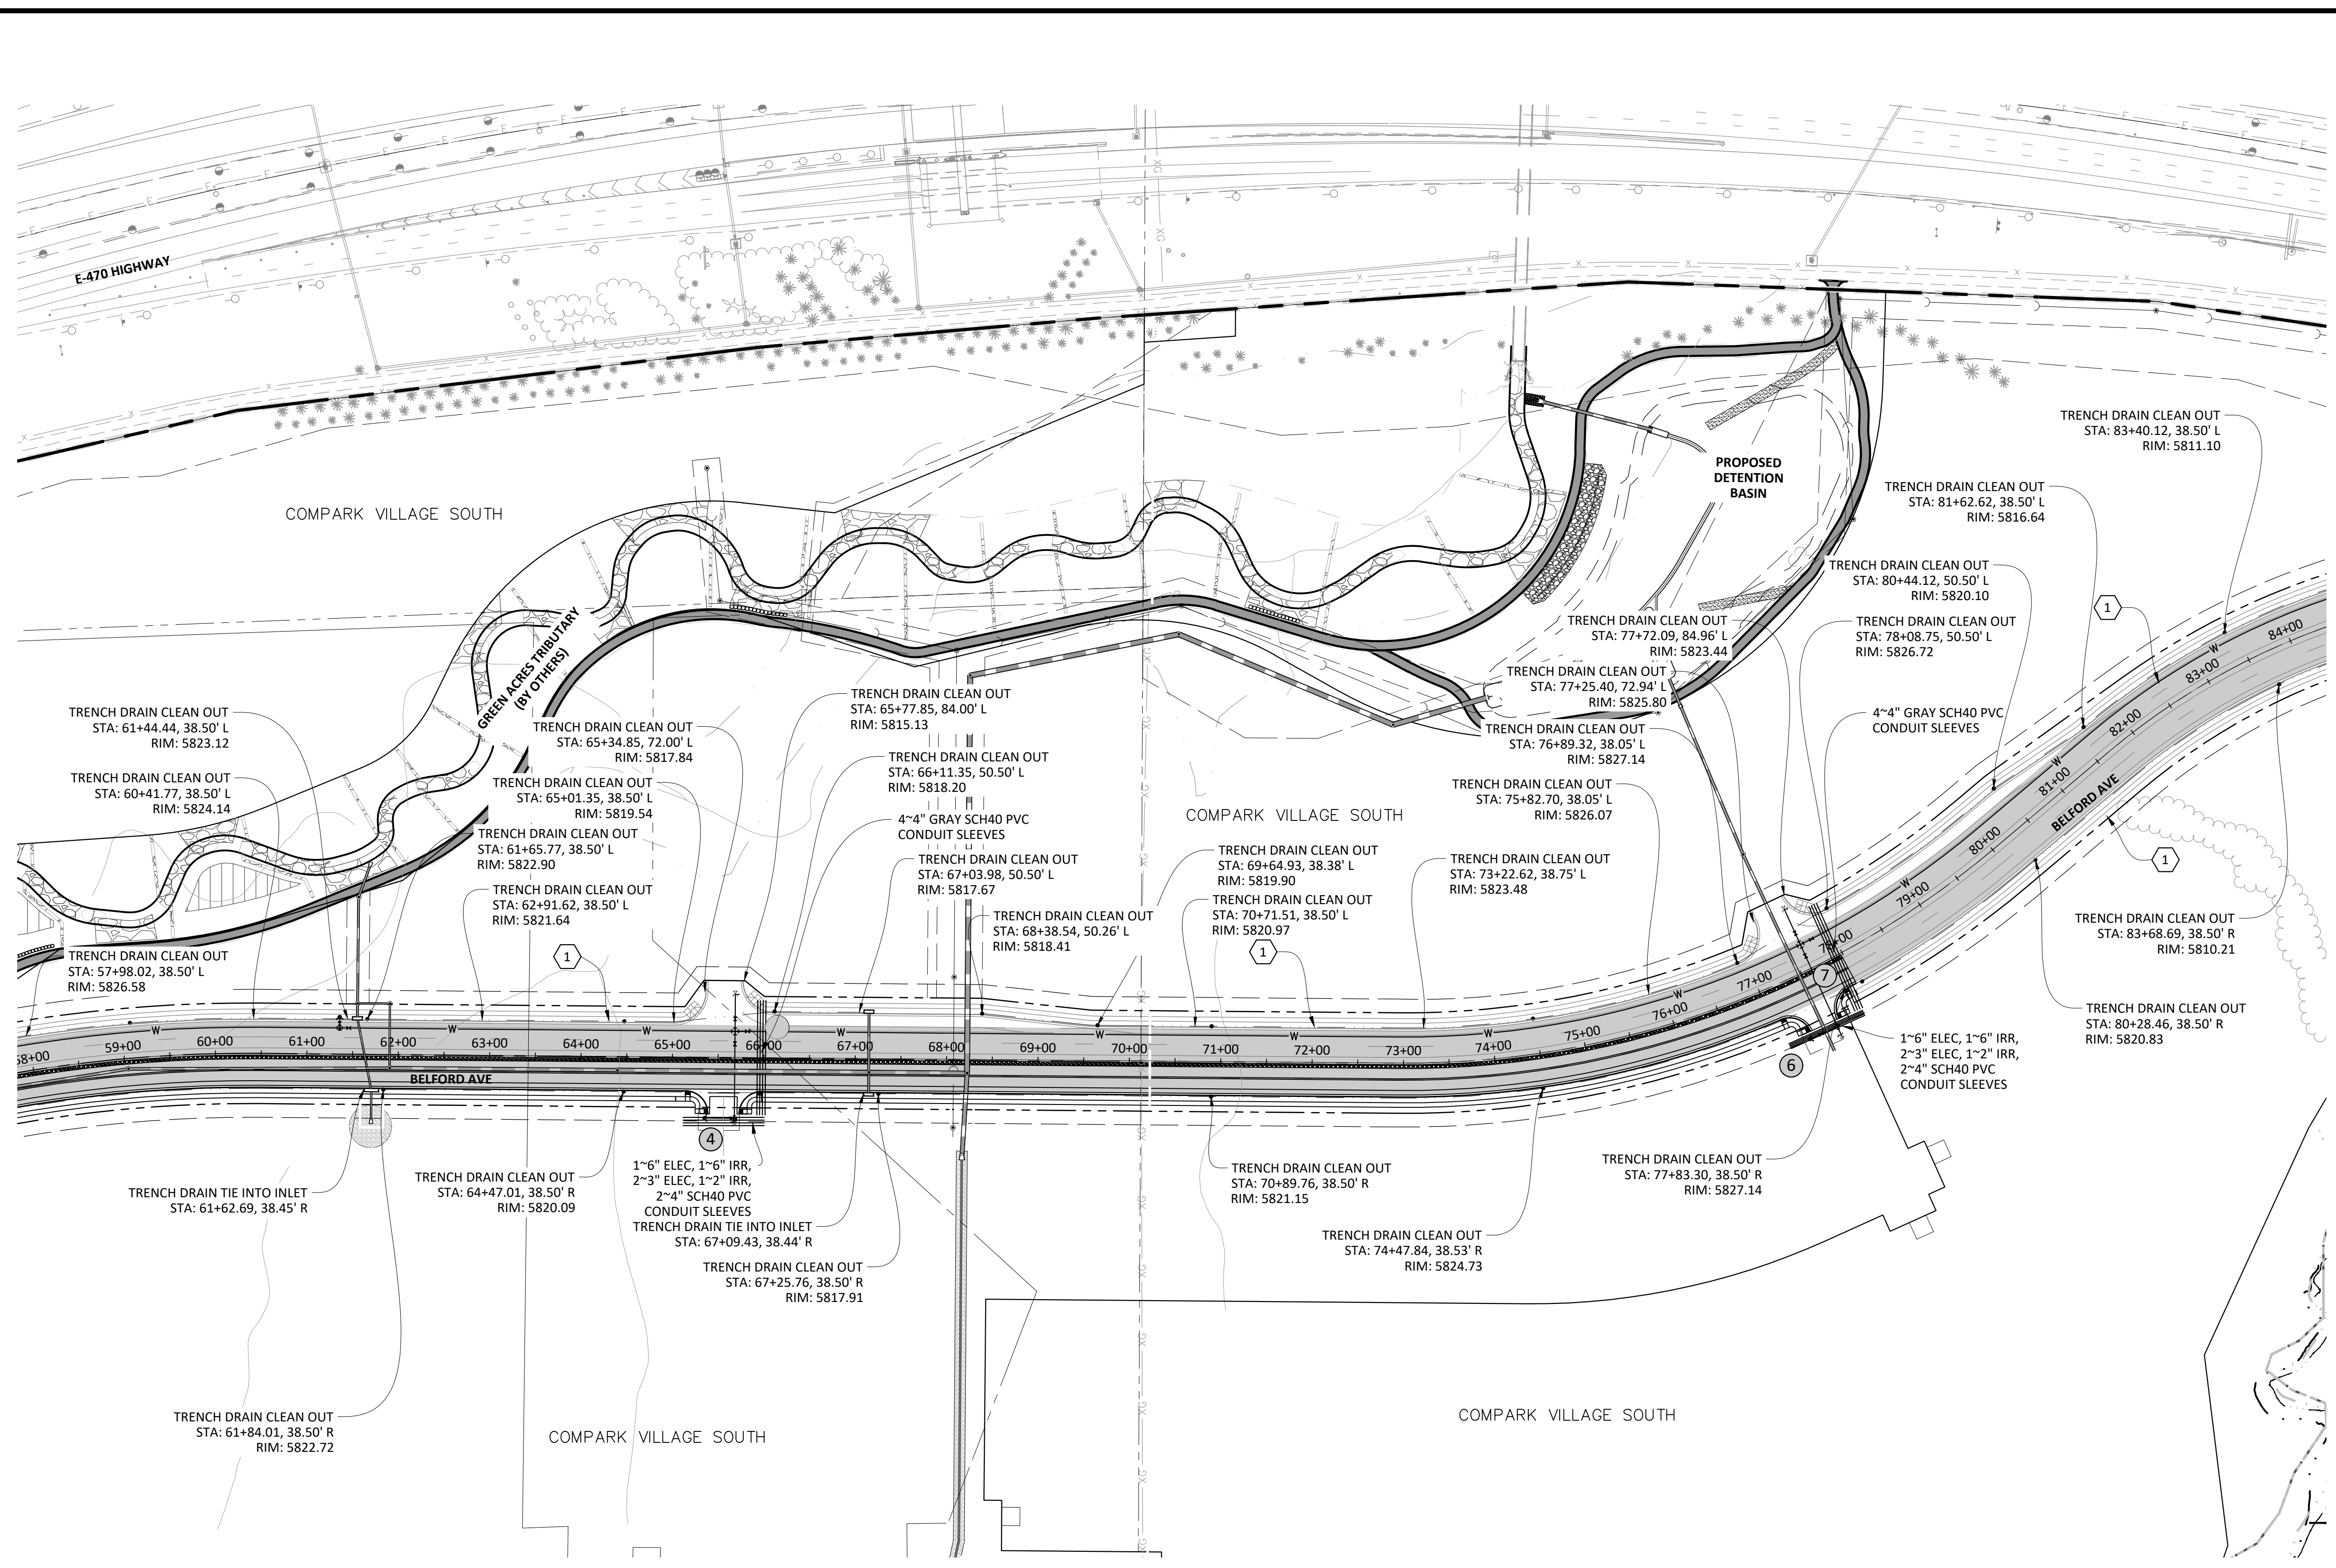 E-470 HIGHWAY
COMPARK VILLAGE SOUTH
GREEN ACRES TRIBUTARY
(BY OTHERS)
PROPOSED
DETENTION
BASIN
TRENCH DRAIN CLEAN OUT
STA: 83+40.12, 38.50' L
RIM: 5811.10
TRENCH DRAIN CLEAN OUT
STA: 81+62.62, 38.50' L
RIM: 5816.64
TRENCH DRAIN CLEAN OUT
STA: 80+44.12, 50.50' L
RIM: 5820.10
TRENCH DRAIN CLEAN OUT
STA: 77+72.09, 84.96' L
RIM: 5823.44
TRENCH DRAIN CLEAN OUT
STA: 78+08.75, 50.50' L
RIM: 5826.72
TRENCH DRAIN CLEAN OUT
STA: 77+25.40, 72.94' L
RIM: 5825.80
TRENCH DRAIN CLEAN OUT
STA: 76+89.32, 38.05' L
RIM: 5827.14
TRENCH DRAIN CLEAN OUT
STA: 75+82.70, 38.05' L
RIM: 5826.07
4~4" GRAY SCH40 PVC
CONDUIT SLEEVES
TRENCH DRAIN CLEAN OUT
STA: 61+44.44, 38.50' L
RIM: 5823.12
TRENCH DRAIN CLEAN OUT
STA: 60+41.77, 38.50' L
RIM: 5824.14
TRENCH DRAIN CLEAN OUT
STA: 65+34.85, 72.00' L
RIM: 5817.84
TRENCH DRAIN CLEAN OUT
STA: 65+01.35, 38.50' L
RIM: 5819.54
TRENCH DRAIN CLEAN OUT
STA: 61+65.77, 38.50' L
RIM: 5822.90
TRENCH DRAIN CLEAN OUT
STA: 62+91.62, 38.50' L
RIM: 5821.64
TRENCH DRAIN CLEAN OUT
STA: 57+98.02, 38.50' L
RIM: 5826.58
TRENCH DRAIN CLEAN OUT
STA: 65+77.85, 84.00' L
RIM: 5815.13
TRENCH DRAIN CLEAN OUT
STA: 66+11.35, 50.50' L
RIM: 5818.20
4~4" GRAY SCH40 PVC
CONDUIT SLEEVES
TRENCH DRAIN CLEAN OUT
STA: 67+03.98, 50.50' L
RIM: 5817.67
TRENCH DRAIN CLEAN OUT
STA: 68+38.54, 50.26' L
RIM: 5818.41
COMPARK VILLAGE SOUTH
TRENCH DRAIN CLEAN OUT
STA: 69+64.93, 38.38' L
RIM: 5819.90
TRENCH DRAIN CLEAN OUT
STA: 70+71.51, 38.50' L
RIM: 5820.97
TRENCH DRAIN CLEAN OUT
STA: 73+22.62, 38.75' L
RIM: 5823.48
1
1
1
1
58+00
59+00
60+00
61+00
62+00
63+00
64+00
65+00
66+00
67+00
68+00
69+00
70+00
71+00
72+00
73+00
74+00
75+00
76+00
77+00
78+00
79+00
80+00
81+00
82+00
83+00
84+00
W
W
W
W
W
W
W
W
W
W
W
BELFORD AVE
BELFORD AVE
4
6
7
TRENCH DRAIN CLEAN OUT
STA: 83+68.69, 38.50' R
RIM: 5810.21
TRENCH DRAIN CLEAN OUT
STA: 80+28.46, 38.50' R
RIM: 5820.83
1~6" ELEC, 1~6" IRR,
2~3" ELEC, 1~2" IRR,
2~4" SCH40 PVC
CONDUIT SLEEVES
TRENCH DRAIN TIE INTO INLET
STA: 61+62.69, 38.45' R
TRENCH DRAIN CLEAN OUT
STA: 64+47.01, 38.50' R
RIM: 5820.09
1~6" ELEC, 1~6" IRR,
2~3" ELEC, 1~2" IRR,
2~4" SCH40 PVC
CONDUIT SLEEVES
TRENCH DRAIN TIE INTO INLET
STA: 67+09.43, 38.44' R
TRENCH DRAIN CLEAN OUT
STA: 67+25.76, 38.50' R
RIM: 5817.91
TRENCH DRAIN CLEAN OUT
STA: 70+89.76, 38.50' R
RIM: 5821.15
TRENCH DRAIN CLEAN OUT
STA: 74+47.84, 38.53' R
RIM: 5824.73
TRENCH DRAIN CLEAN OUT
STA: 77+83.30, 38.50' R
RIM: 5827.14
TRENCH DRAIN CLEAN OUT
STA: 61+84.01, 38.50' R
RIM: 5822.72
COMPARK VILLAGE SOUTH
COMPARK VILLAGE SOUTH
XG
XG
XG
XG
XG
XG
XG
XG
XG
XG
XG
XG